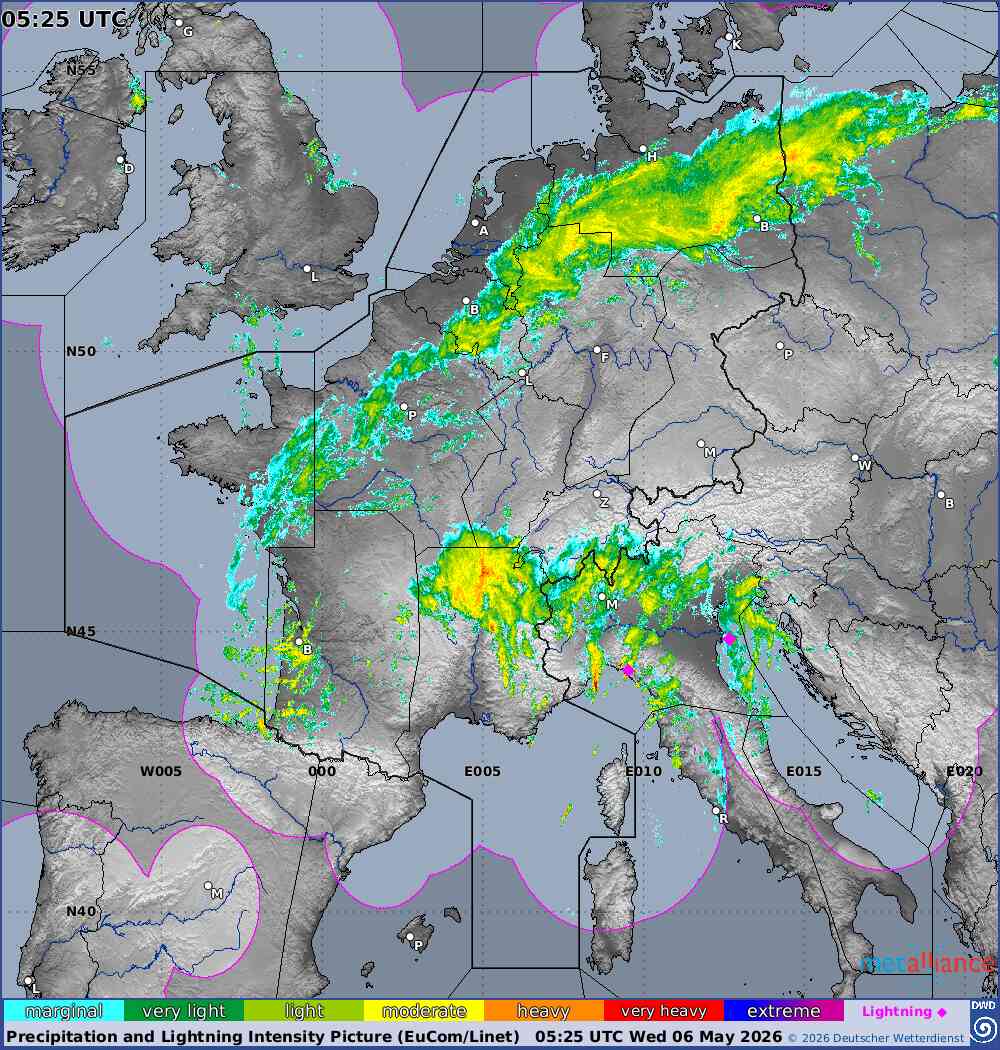 05:25 UTC
G
K
N55
D
H
A
B
L
B
N50
F
P
L
P
M
W
Z
B
M
N45
B
W005
000
E005
E010
E015
E020
R
M
N40
P
metalliance
L
marginal very light light moderate heavy very heavy extreme Lightning ◆
DWD
Precipitation and Lightning Intensity Picture (EuCom/Linet) 05:25 UTC Wed 06 May 2026 © 2026 Deutscher Wetterdienst